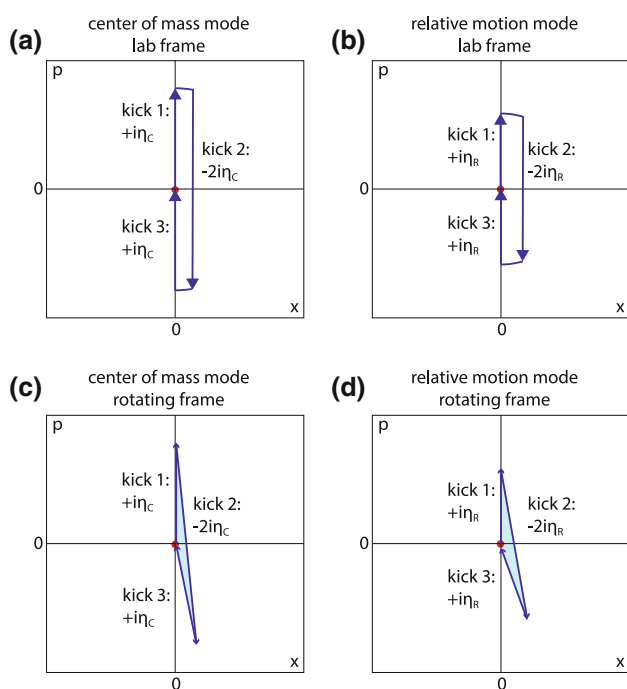 (a)
center of mass mode
lab frame
p
kick 1:
+iηC
kick 2:
-2iηC
0
kick 3:
+iηC
x
0
(b)
relative motion mode
lab frame
p
kick 1:
+iηR
kick 2:
-2iηR
0
kick 3:
+iηR
x
0
(c)
center of mass mode
rotating frame
p
kick 1:
+iηC
kick 2:
-2iηC
0
kick 3:
+iηC
x
0
(d)
relative motion mode
rotating frame
p
kick 1:
+iηR
kick 2:
-2iηR
0
kick 3:
+iηR
x
0